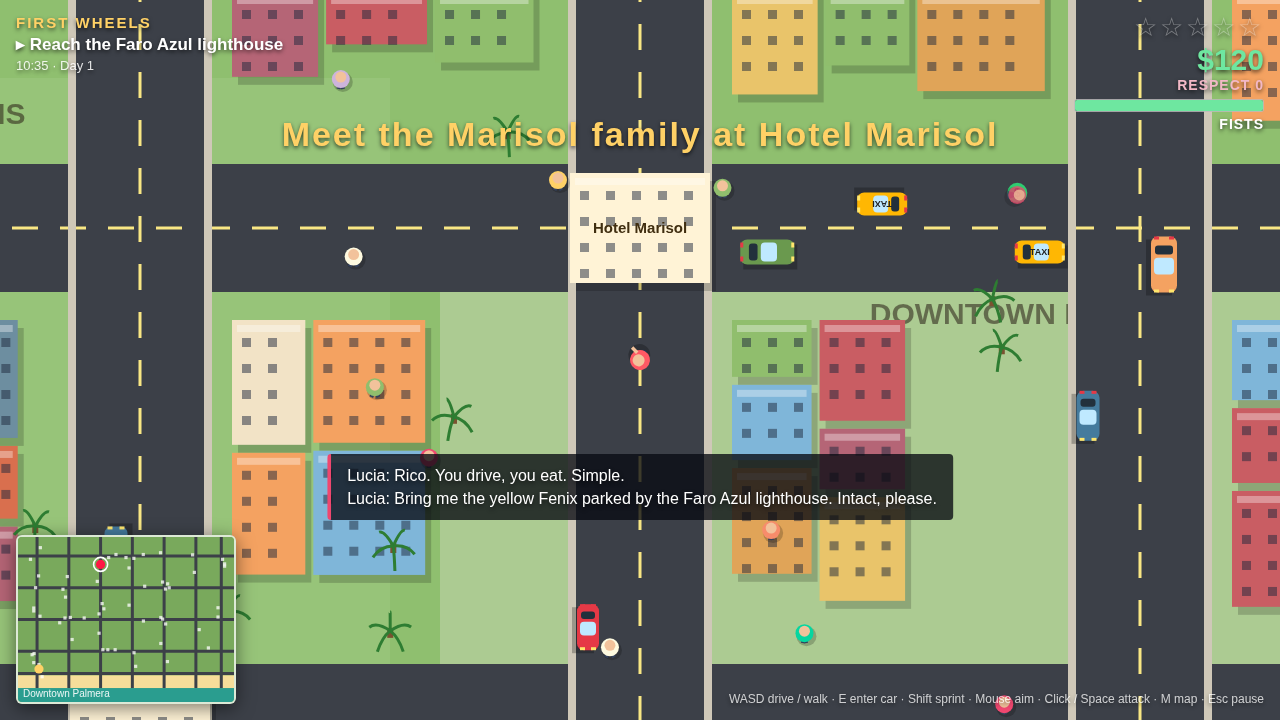 FIRST WHEELS
▸ Reach the Faro Azul lighthouse
10:35 · Day 1
☆☆☆☆☆
$120
RESPECT 0
FISTS
Meet the Marisol family at Hotel Marisol
TAXI
Hotel Marisol
TAXI
DOWNTOWN
Lucia: Rico. You drive, you eat. Simple.
Lucia: Bring me the yellow Fenix parked by the Faro Azul lighthouse. Intact, please.
Downtown Palmera
WASD drive / walk · E enter car · Shift sprint · Mouse aim · Click / Space attack · M map · Esc pause